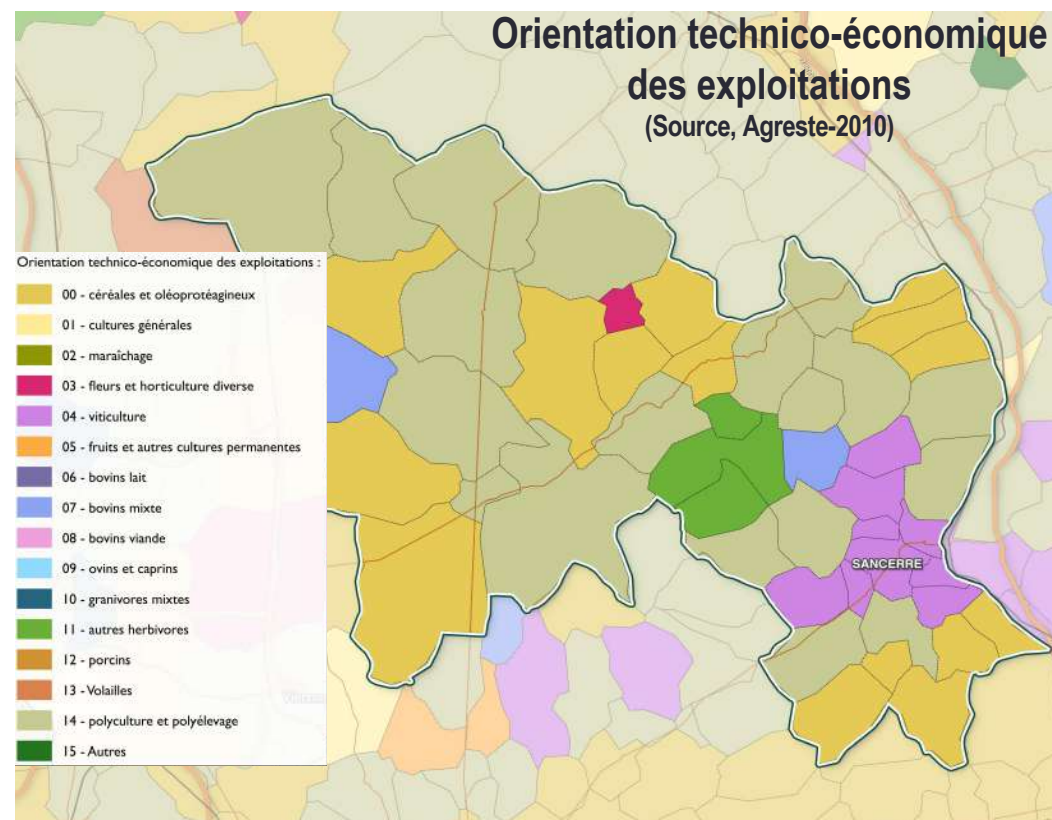 Orientation technico-économique
des exploitations
(Source, Agreste-2010)
Orientation technico-économique des exploitations :
00 - céréales et oléoprotéagineux
01 - cultures générales
02 - maraîchage
03 - fleurs et horticulture diverse
04 - viticulture
05 - fruits et autres cultures permanentes
06 - bovins lait
07 - bovins mixte
08 - bovins viande
09 - ovins et caprins
10 - granivores mixtes
11 - autres herbivores
12 - porcins
13 - Volailles
14 - polyculture et polyélevage
15 - Autres
SANCERRE